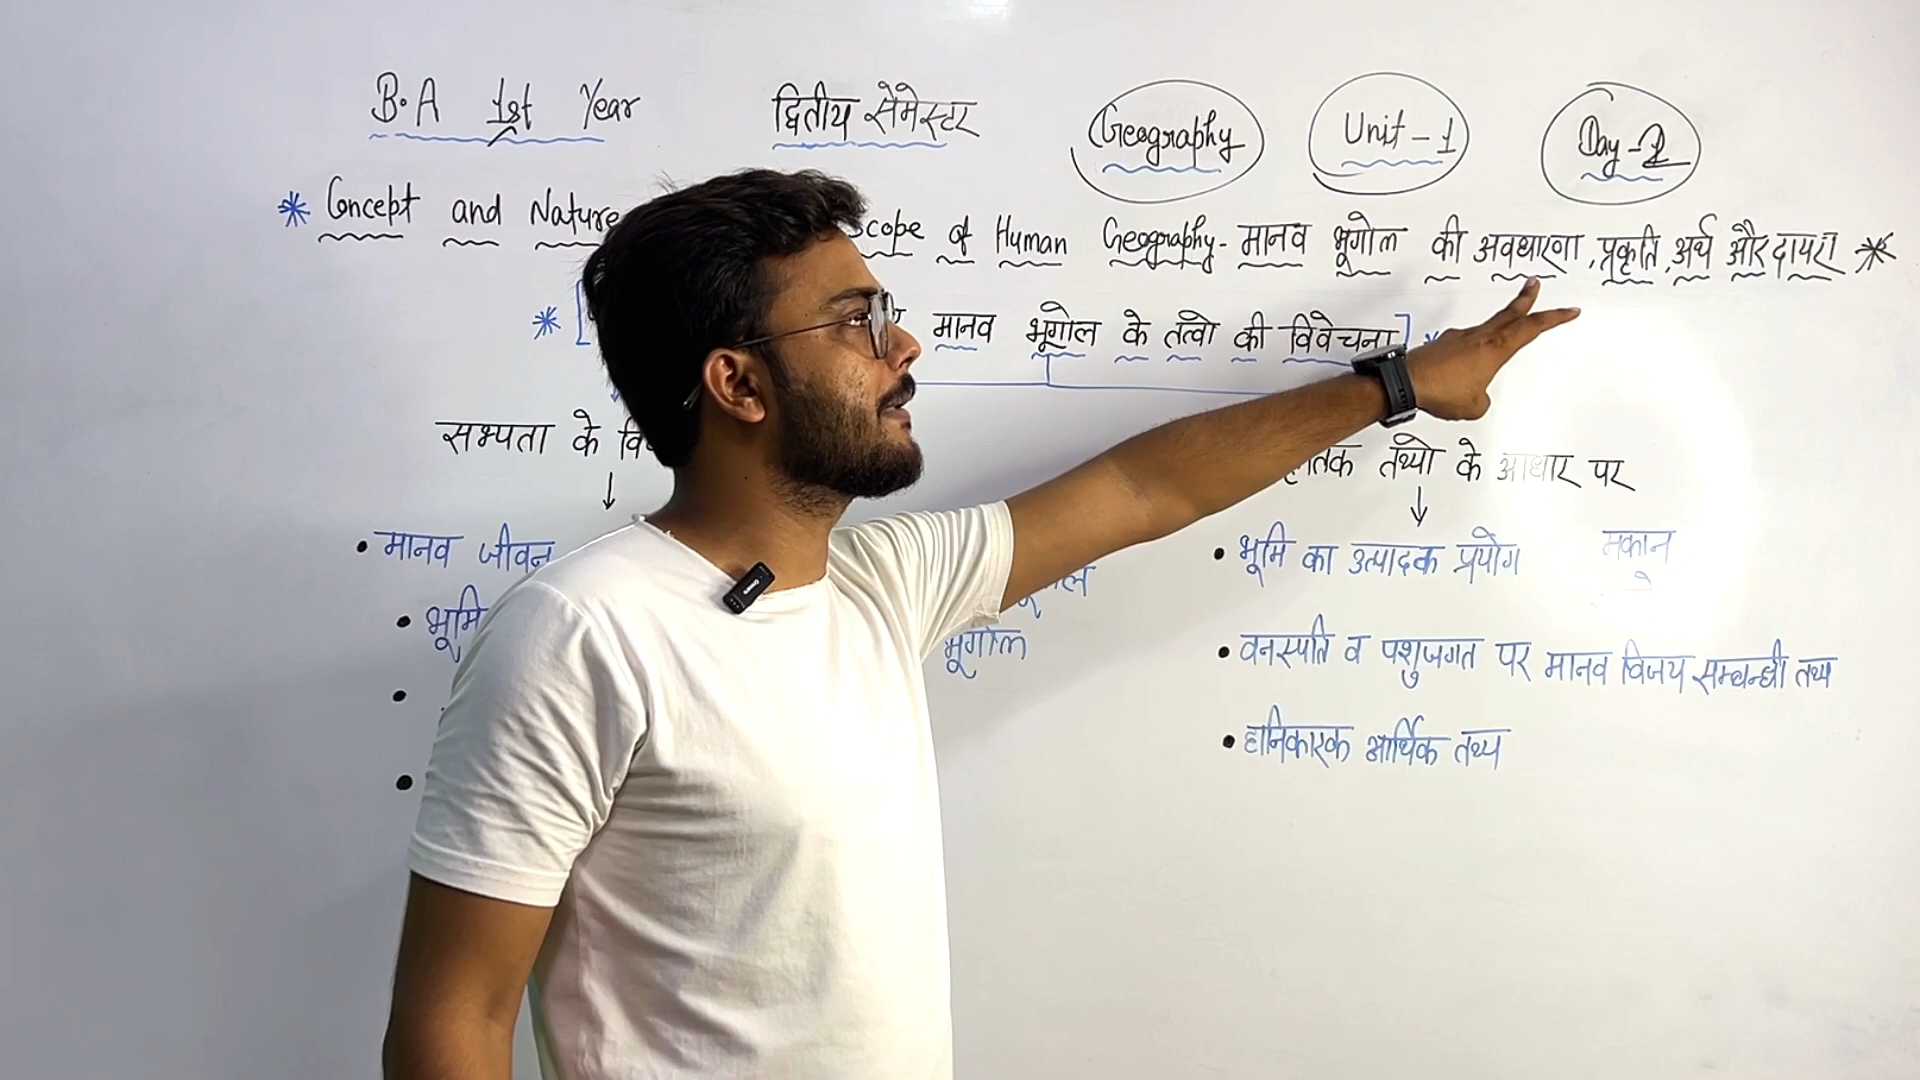 B.A 1st Year द्वितीय सेमेस्टर Geography Unit-1 Day-2
* Concept and Nature scope of Human Geography- मानव भूगोल की अवधारणा, प्रकृति, अर्थ और दायरा *
* [ मानव भूगोल के तत्वो की विवेचना] *
सभ्यता के
तथ्यो के आधार पर
• मानव जीवन
• भूमि का उत्पादक प्रयोग मकान
• भूमि
भूगोल
• वनस्पति व पशुजगत पर मानव विजय सम्बन्धी तथ्य
• हानिकारक आर्थिक तथ्य